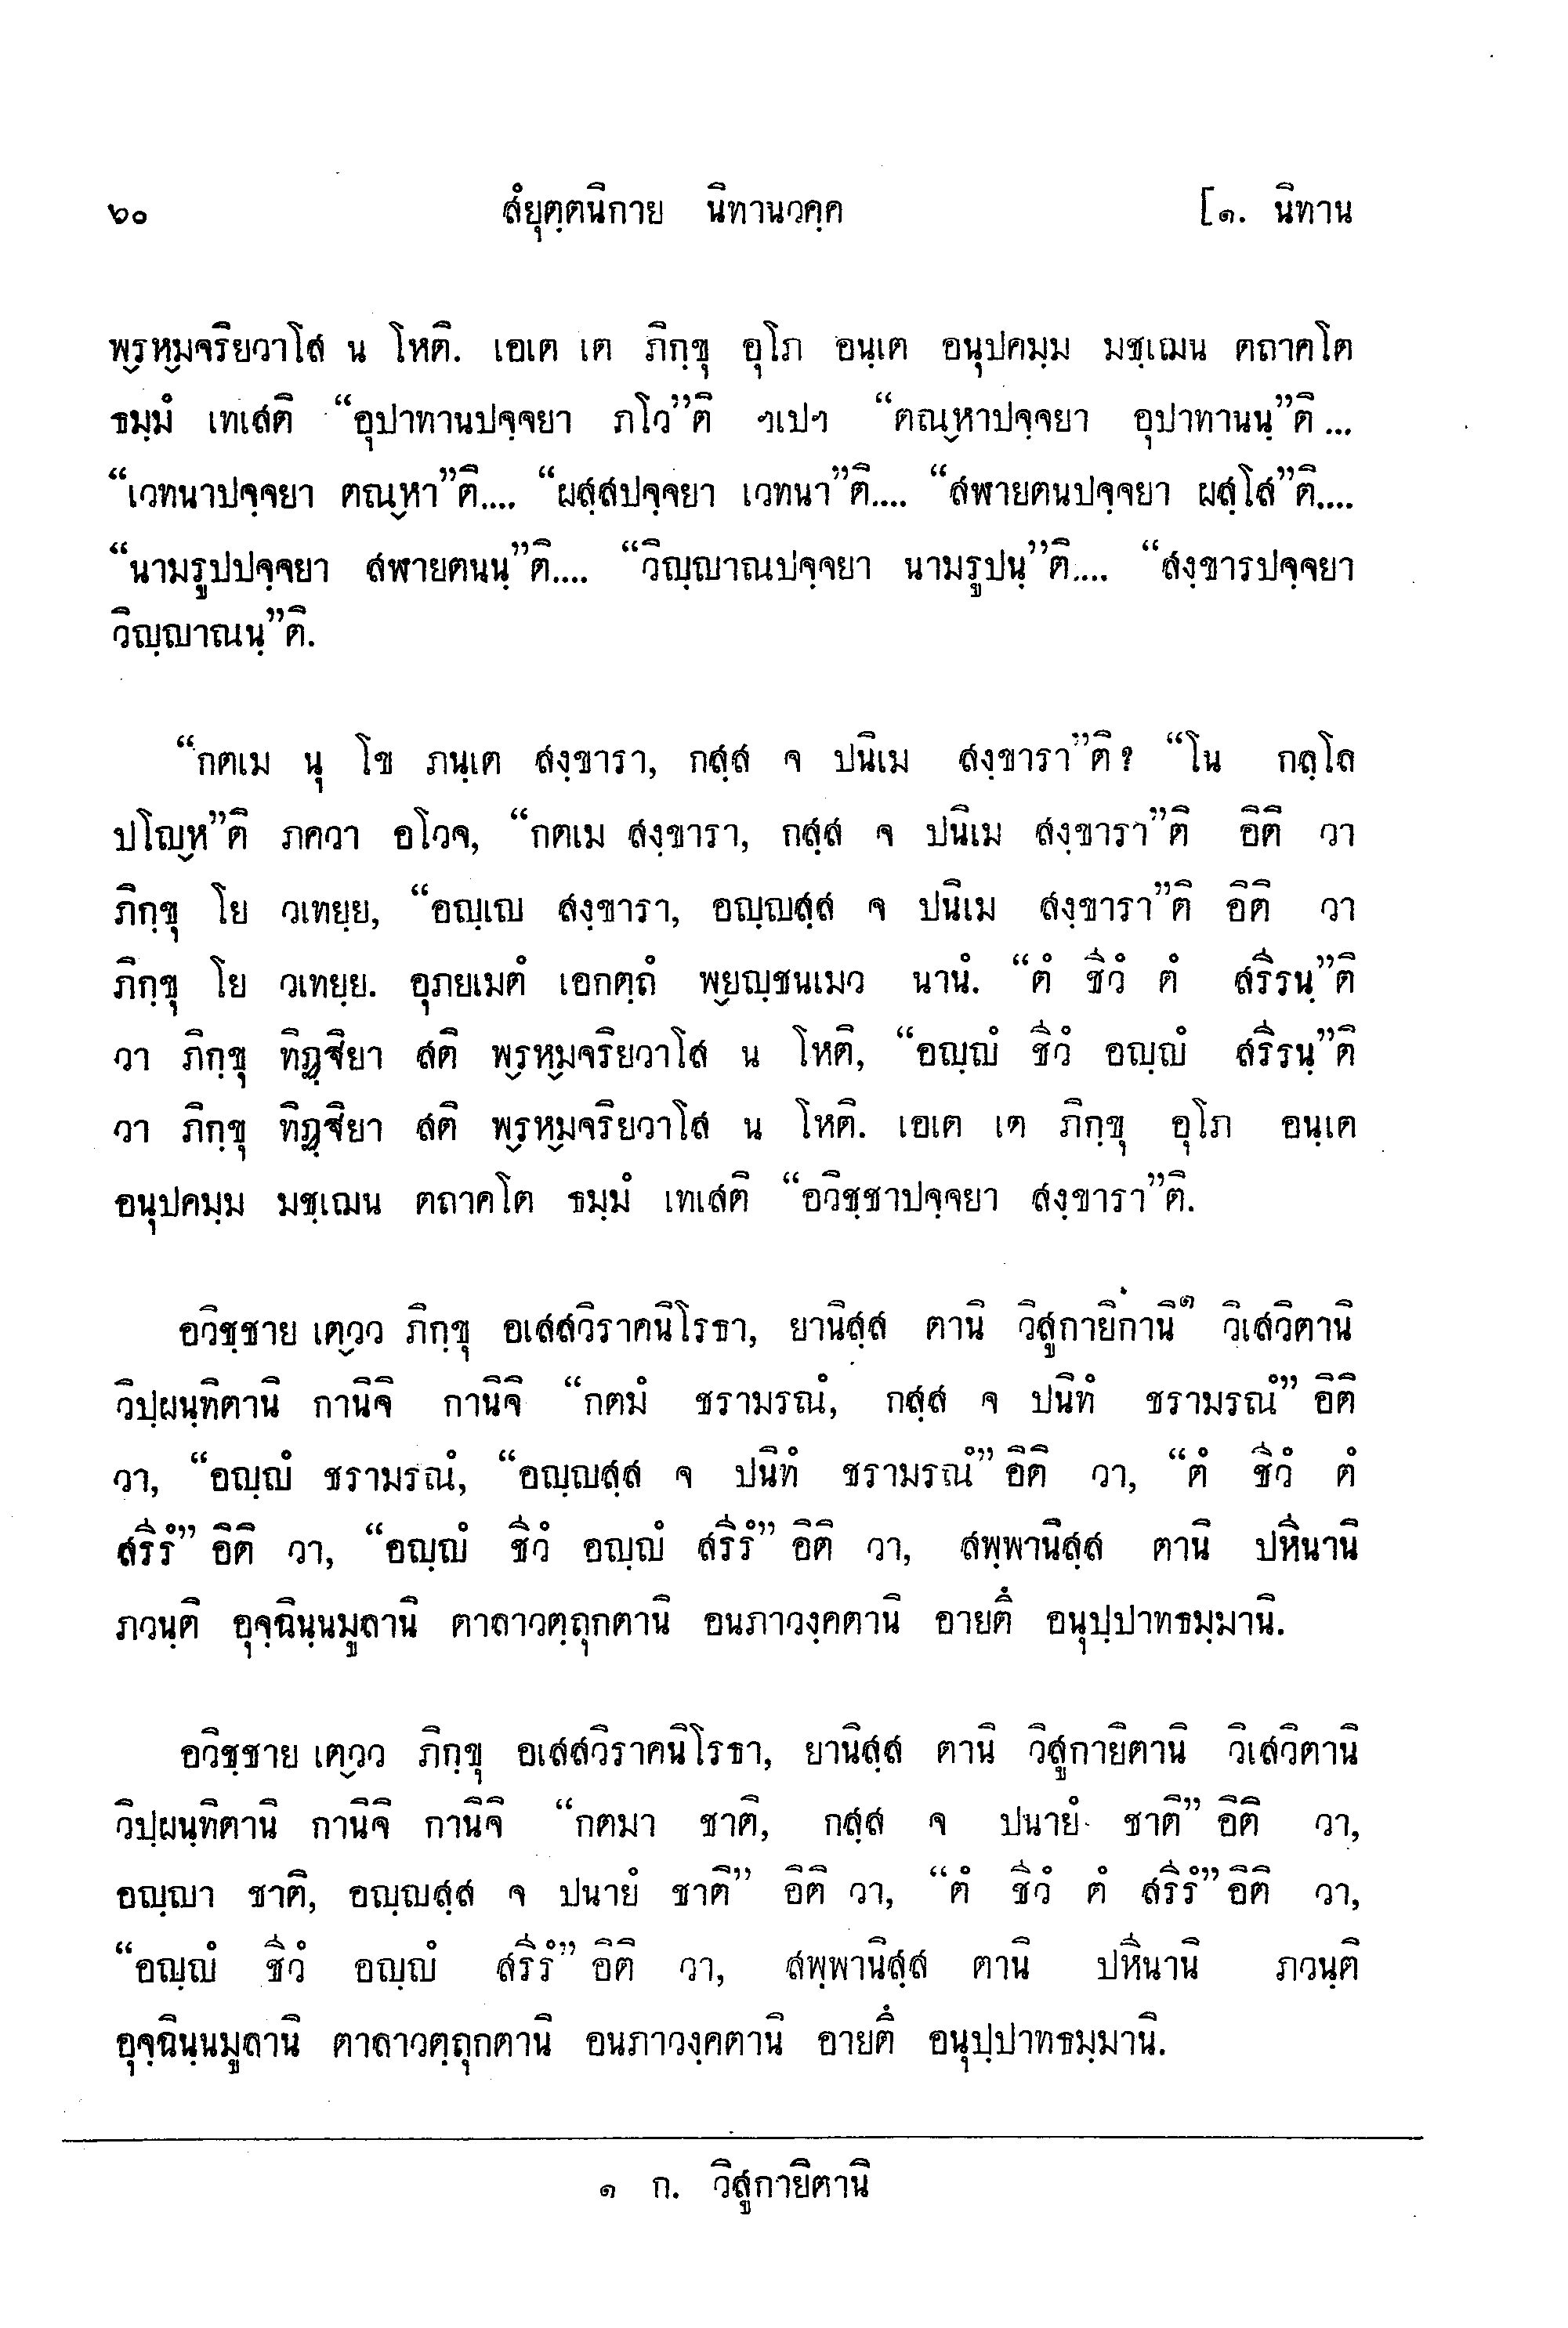 ๖๐ สํยุตฺตนิกาย นิทานวคฺค [๑. นิทาน
พฺรหฺมจริยวาโส น โหติ. เอเต เต ภิกฺขุ อุโภ อนฺเต อนุปคมฺม มชฺเฌน ตถาคโต
ธมฺมํ เทเสติ “อุปาทานปจฺจยา ภโว”ติ ฯเปฯ “ตณฺหาปจฺจยา อุปาทานนฺ”ติ ...
“เวทนาปจฺจยา ตณฺหา”ติ.... “ผสฺสปจฺจยา เวทนา”ติ.... “สฬายตนปจฺจยา ผสฺโส”ติ....
“นามรูปปจฺจยา สฬายตนนฺ”ติ.... “วิญฺญาณปจฺจยา นามรูปนฺ”ติ.... “สงฺขารปจฺจยา
วิญฺญาณนฺ”ติ.
“กตเม นุ โข ภนฺเต สงฺขารา, กสฺส จ ปนิเม สงฺขารา”ติ? “โน กลฺโล
ปโญฺห”ติ ภควา อโวจ, “กตเม สงฺขารา, กสฺส จ ปนิเม สงฺขารา”ติ อิติ วา
ภิกฺขุ โย วเทยฺย, “อญฺเญ สงฺขารา, อญฺญสฺส จ ปนิเม สงฺขารา”ติ อิติ วา
ภิกฺขุ โย วเทยฺย. อุภยเมตํ เอกตฺถํ พฺยญฺชนเมว นานํ. “ตํ ชีวํ ตํ สรีรนฺ”ติ
วา ภิกฺขุ ทิฏฺฐิยา สติ พฺรหฺมจริยวาโส น โหติ, “อญฺญํ ชีวํ อญฺญํ สรีรนฺ”ติ
วา ภิกฺขุ ทิฏฺฐิยา สติ พฺรหฺมจริยวาโส น โหติ. เอเต เต ภิกฺขุ อุโภ อนฺเต
อนุปคมฺม มชฺเฌน ตถาคโต ธมฺมํ เทเสติ “อวิชฺชาปจฺจยา สงฺขารา”ติ.
อวิชฺชาย เตฺวว ภิกฺขุ อเสสวิราคนิโรธา, ยานิสฺส ตานิ วิสูกายิกานิ๑ วิเสวิตานิ
วิปฺผนฺทิตานิ กานิจิ กานิจิ “กตมํ ชรามรณํ, กสฺส จ ปนิทํ ชรามรณํ” อิติ
วา, “อญฺญํ ชรามรณํ, “อญฺญสฺส จ ปนิทํ ชรามรณํ” อิติ วา, “ตํ ชีวํ ตํ
สรีรํ” อิติ วา, “อญฺญํ ชีวํ อญฺญํ สรีรํ” อิติ วา, สพฺพานิสฺส ตานิ ปหีนานิ
ภวนฺติ อุจฺฉินฺนมูลานิ ตาลาวตฺถุกตานิ อนภาวงฺคตานิ อายตึ อนุปฺปาทธมฺมานิ.
อวิชฺชาย เตฺวว ภิกฺขุ อเสสวิราคนิโรธา, ยานิสฺส ตานิ วิสูกายิตานิ วิเสวิตานิ
วิปฺผนฺทิตานิ กานิจิ กานิจิ “กตมา ชาติ, กสฺส จ ปนายํ ชาติ” อิติ วา,
อญฺญา ชาติ, อญฺญสฺส จ ปนายํ ชาติ” อิติ วา, “ตํ ชีวํ ตํ สรีรํ” อิติ วา,
“อญฺญํ ชีวํ อญฺญํ สรีรํ” อิติ วา, สพฺพานิสฺส ตานิ ปหีนานิ ภวนฺติ
อุจฺฉินฺนมูลานิ ตาลาวตฺถุกตานิ อนภาวงฺคตานิ อายตึ อนุปฺปาทธมฺมานิ.
๑ ก. วิสูกายิตานิ